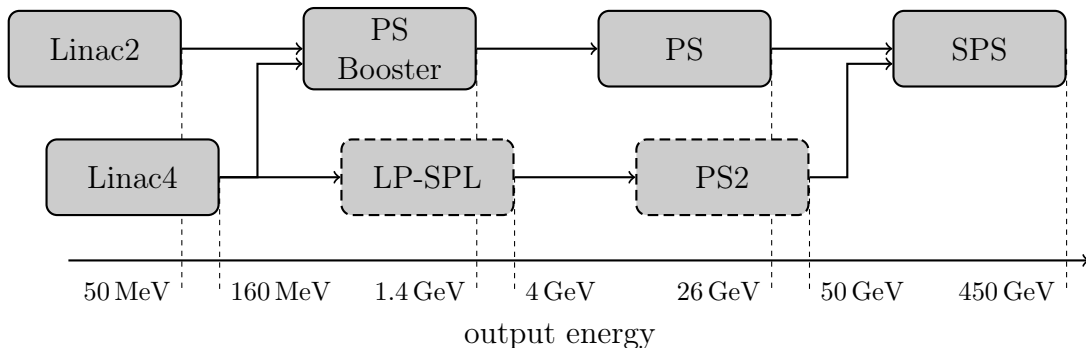 Linac2
PS
Booster
PS
SPS
Linac4
LP-SPL
PS2
50 MeV
160 MeV
1.4 GeV
4 GeV
26 GeV
50 GeV
450 GeV
output energy